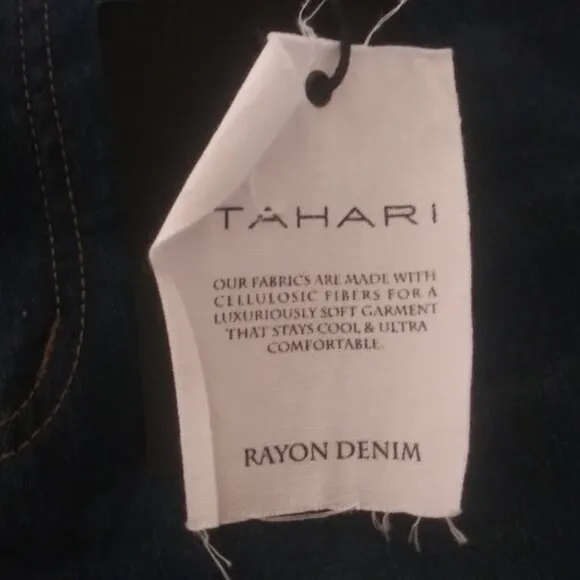 TAHARI
OUR FABRICS ARE MADE WITH
CELLULOSIC FIBERS FOR A
LUXURIOUSLY SOFT GARMENT
THAT STAYS COOL, & ULTRA
COMFORTABLE.
RAYON DENIM